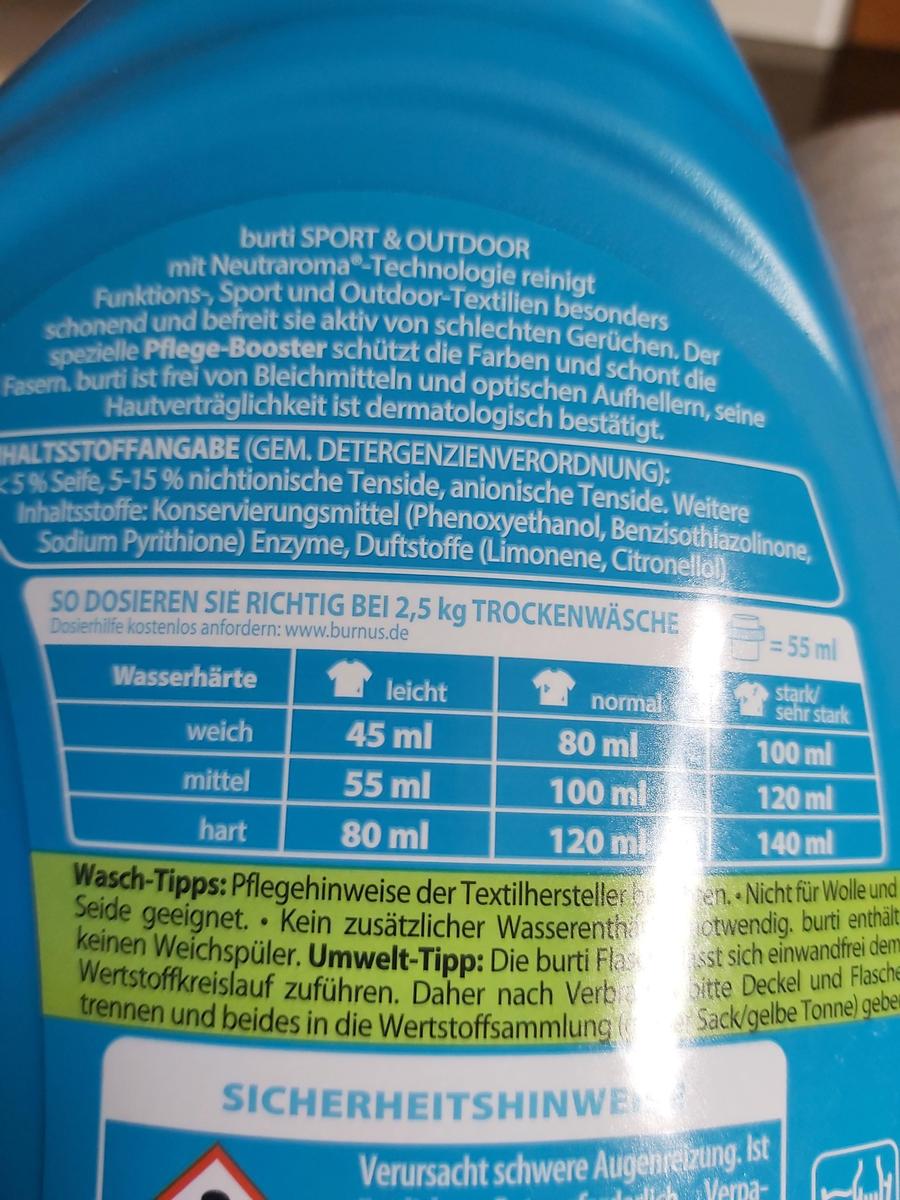 burti SPORT & OUTDOOR
mit Neutraroma®-Technologie reinigt
Funktions-, Sport und Outdoor-Textilien besonders
schonend und befreit sie aktiv von schlechten Gerüchen. Der
spezielle Pflege-Booster schützt die Farben und schont die
Fasern. burti ist frei von Bleichmitteln und optischen Aufhellern, seine
Hautverträglichkeit ist dermatologisch bestätigt.
HALTSSTOFFANGABE (GEM. DETERGENZIENVERORDNUNG):
<5 % Seife, 5-15 % nichtionische Tenside, anionische Tenside. Weitere
Inhaltsstoffe: Konservierungsmittel (Phenoxyethanol, Benzisothiazolinone,
Sodium Pyrithione) Enzyme, Duftstoffe (Limonene, Citronellol)
SO DOSIEREN SIE RICHTIG BEI 2,5 kg TROCKENWÄSCHE
Dosierhilfe kostenlos anfordern: www.burnus.de
= 55 ml
Wasserhärte leicht normal stark/
sehr stark
weich 45 ml 80 ml 100 ml
mittel 55 ml 100 ml 120 ml
hart 80 ml 120 ml 140 ml
Wasch-Tipps: Pflegehinweise der Textilhersteller • Nicht für Wolle und
Seide geeignet. • Kein zusätzlicher notwendig. burti enthält
keinen Weichspüler. Umwelt-Tipp: Die burti sich einwandfrei dem
Wertstoffkreislauf zuführen. Daher nach bitte Deckel und Flasche
trennen und beides in die Wertstoffsammlung Sack/gelbe Tonne) geben
SICHERHEITSHINWE
Verursacht schwere Augenreizung. Ist
Verpa-